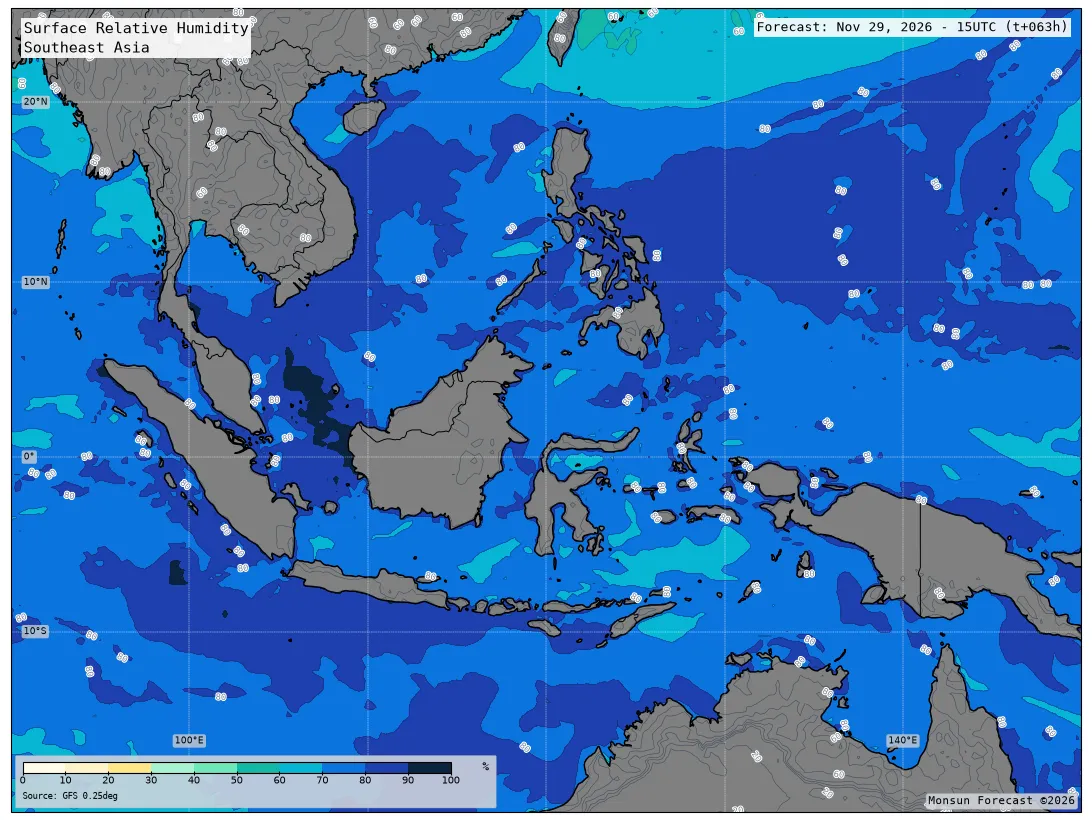 Surface Relative Humidity
Southeast Asia
Forecast: Nov 29, 2026 - 15UTC (t+063h)
20°N
10°N
0°
10°S
100°E
140°E
%
0 10 20 30 40 50 60 70 80 90 100
Source: GFS 0.25deg
Monsun Forecast ©2026